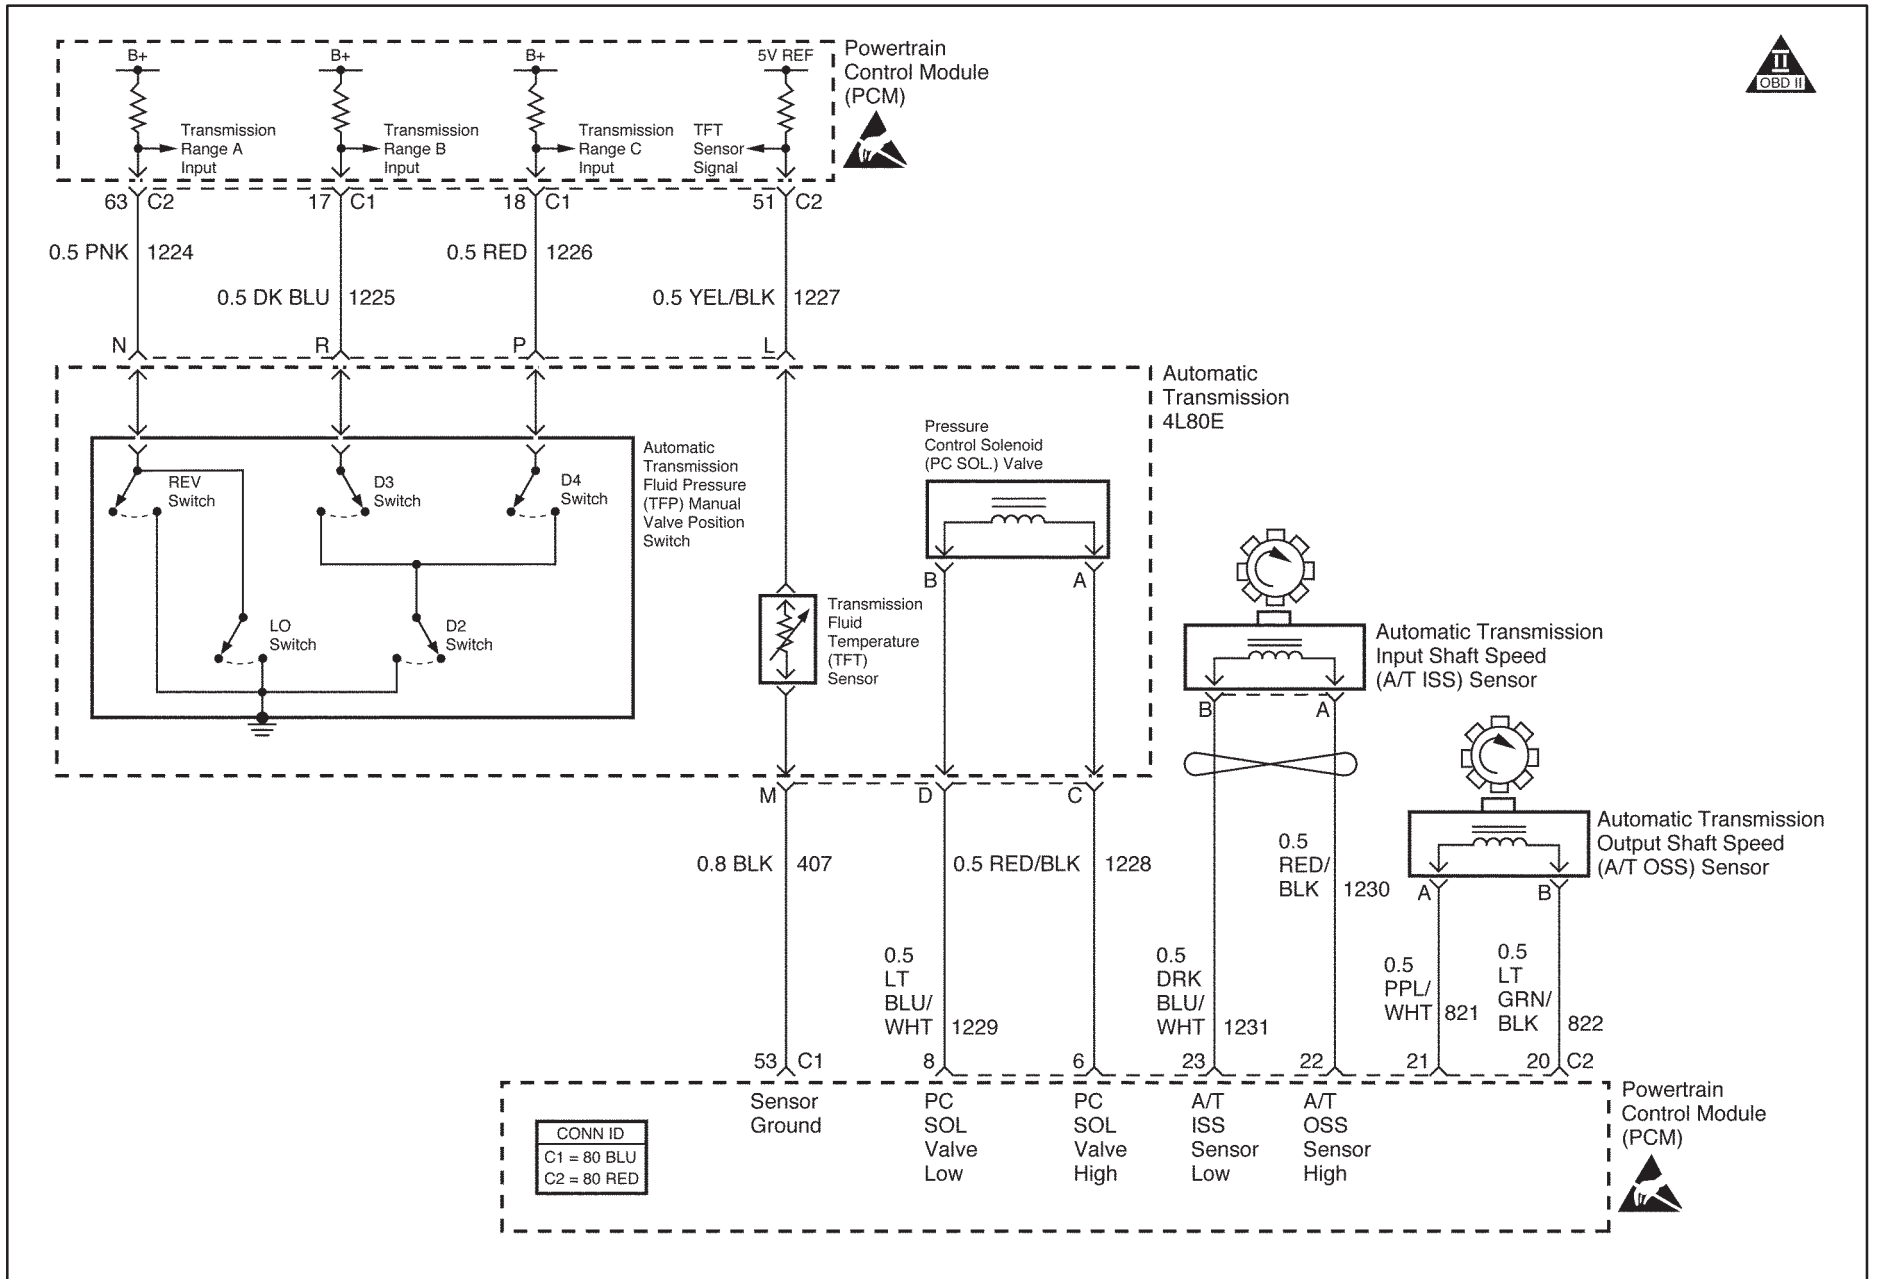 B+
B+
B+
5V REF
Powertrain
Control Module
(PCM)
II
OBD II
Transmission
Range A
Input
Transmission
Range B
Input
Transmission
Range C
Input
TFT
Sensor
Signal
63 C2
17 C1
18 C1
51 C2
0.5 PNK 1224
0.5 RED 1226
0.5 DK BLU 1225
0.5 YEL/BLK 1227
N
R
P
L
Automatic
Transmission
4L80E
REV
Switch
D3
Switch
D4
Switch
Automatic
Transmission
Fluid Pressure
(TFP) Manual
Valve Position
Switch
Pressure
Control Solenoid
(PC SOL.) Valve
B
A
LO
Switch
D2
Switch
Transmission
Fluid
Temperature
(TFT)
Sensor
Automatic Transmission
Input Shaft Speed
(A/T ISS) Sensor
B
A
M
D
C
Automatic Transmission
Output Shaft Speed
(A/T OSS) Sensor
A
B
0.8 BLK 407
0.5 RED/BLK 1228
0.5
RED/
BLK 1230
0.5
LT
BLU/
WHT 1229
0.5
DRK
BLU/
WHT 1231
0.5
PPL/
WHT 821
0.5
LT
GRN/
BLK 822
53 C1
8
6
23
22
21
20 C2
Sensor
Ground
PC
SOL
Valve
Low
PC
SOL
Valve
High
A/T
ISS
Sensor
Low
A/T
OSS
Sensor
High
Powertrain
Control Module
(PCM)
CONN ID
C1 = 80 BLU
C2 = 80 RED